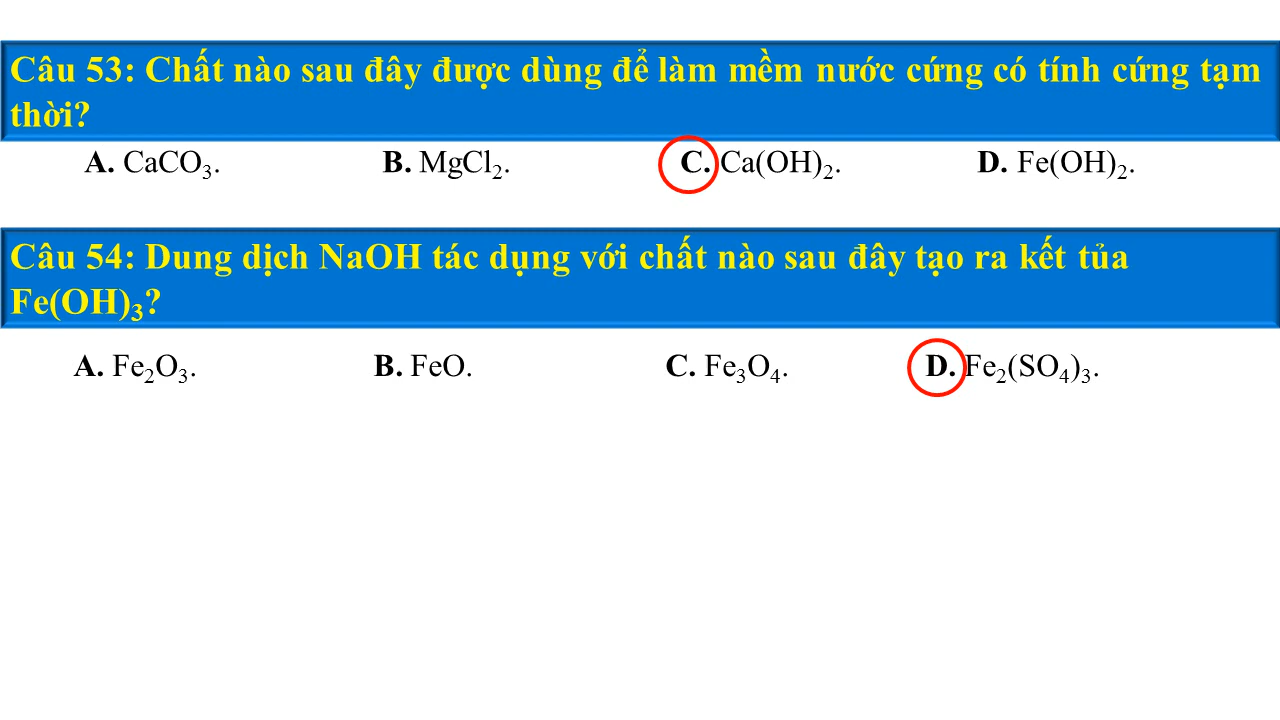 Câu 53: Chất nào sau đây được dùng để làm mềm nước cứng có tính cứng tạm
thời?
A. CaCO₃. B. MgCl₂. C. Ca(OH)₂. D. Fe(OH)₂.
Câu 54: Dung dịch NaOH tác dụng với chất nào sau đây tạo ra kết tủa
Fe(OH)₃?
A. Fe₂O₃. B. FeO. C. Fe₃O₄. D. Fe₂(SO₄)₃.